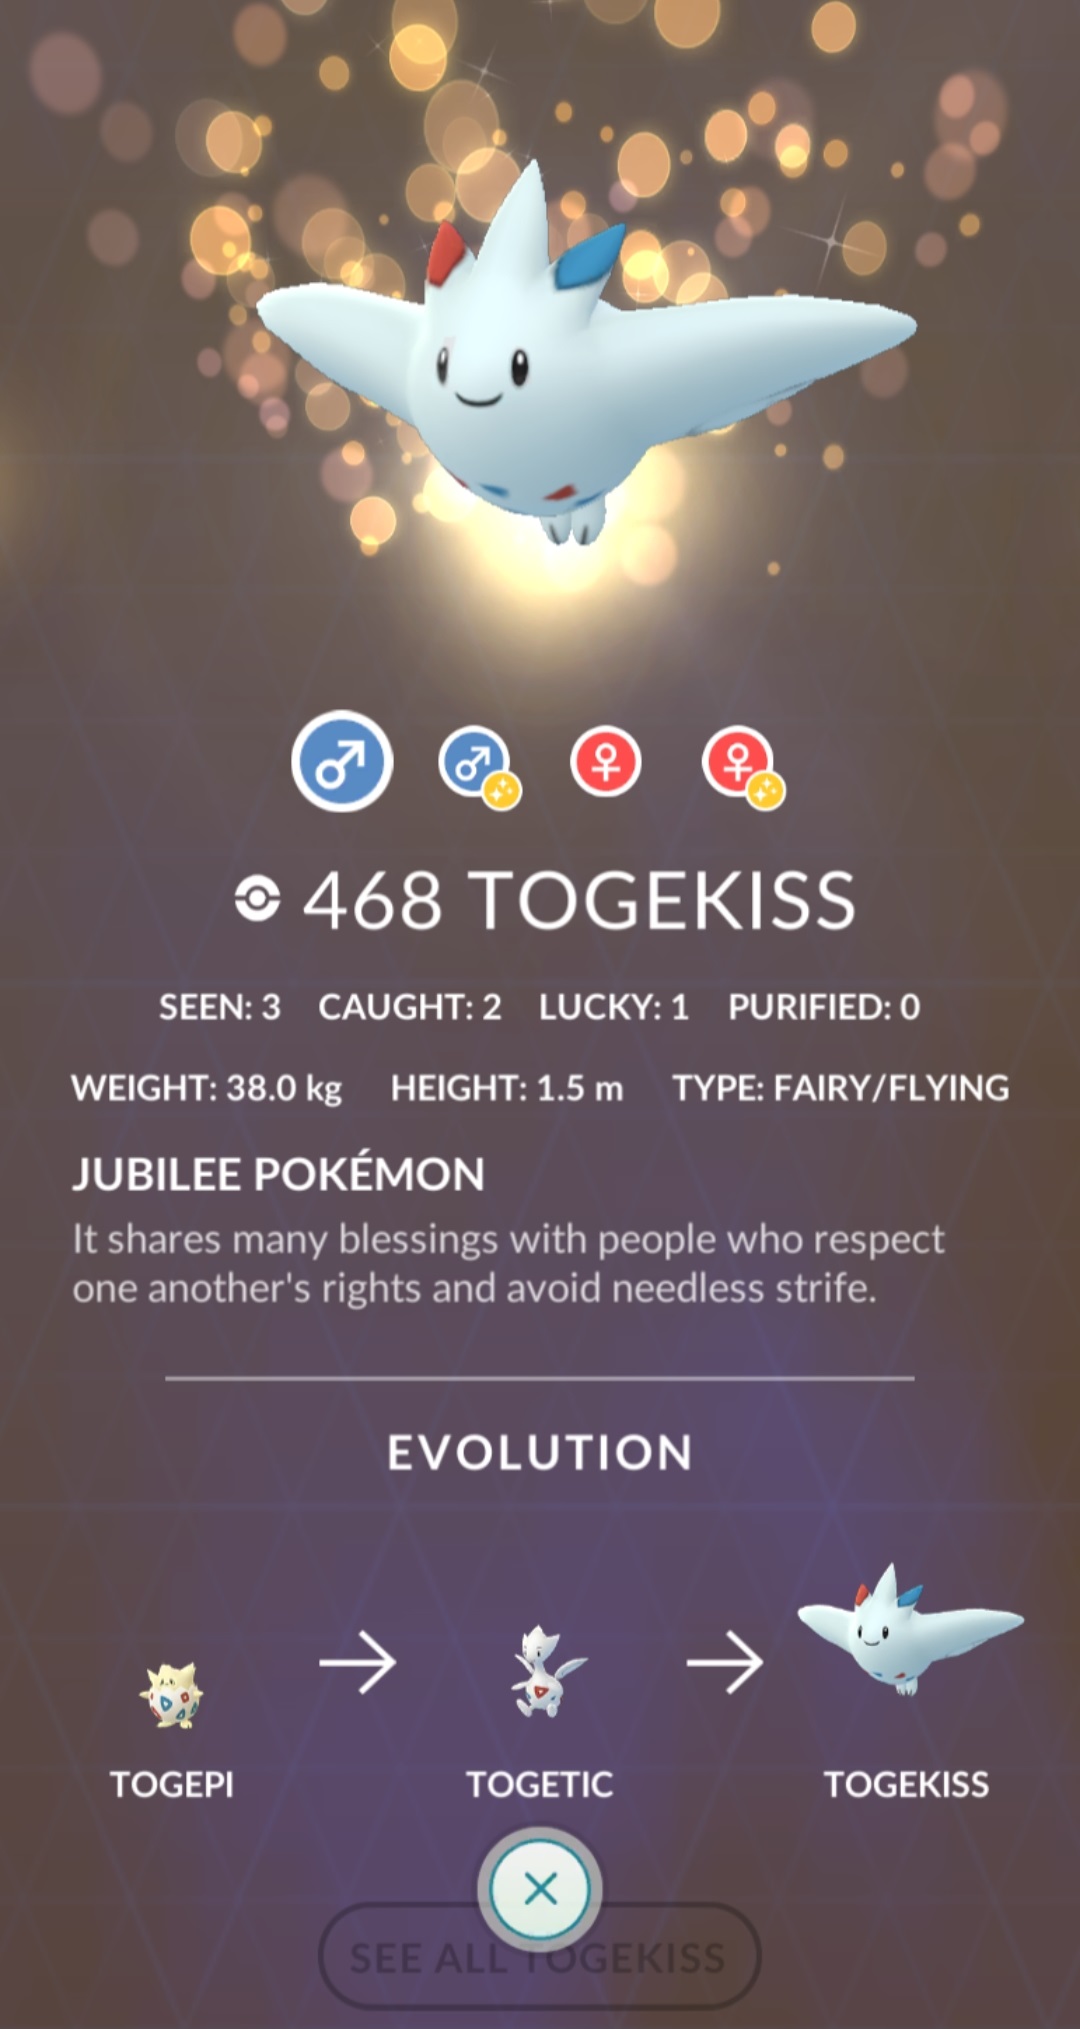 468 TOGEKISS
SEEN: 3 CAUGHT: 2 LUCKY: 1 PURIFIED: 0
WEIGHT: 38.0 kg HEIGHT: 1.5 m TYPE: FAIRY/FLYING
JUBILEE POKÉMON
It shares many blessings with people who respect
one another's rights and avoid needless strife.
EVOLUTION
TOGEPI TOGETIC TOGEKISS
SEE ALL TOGEKISS